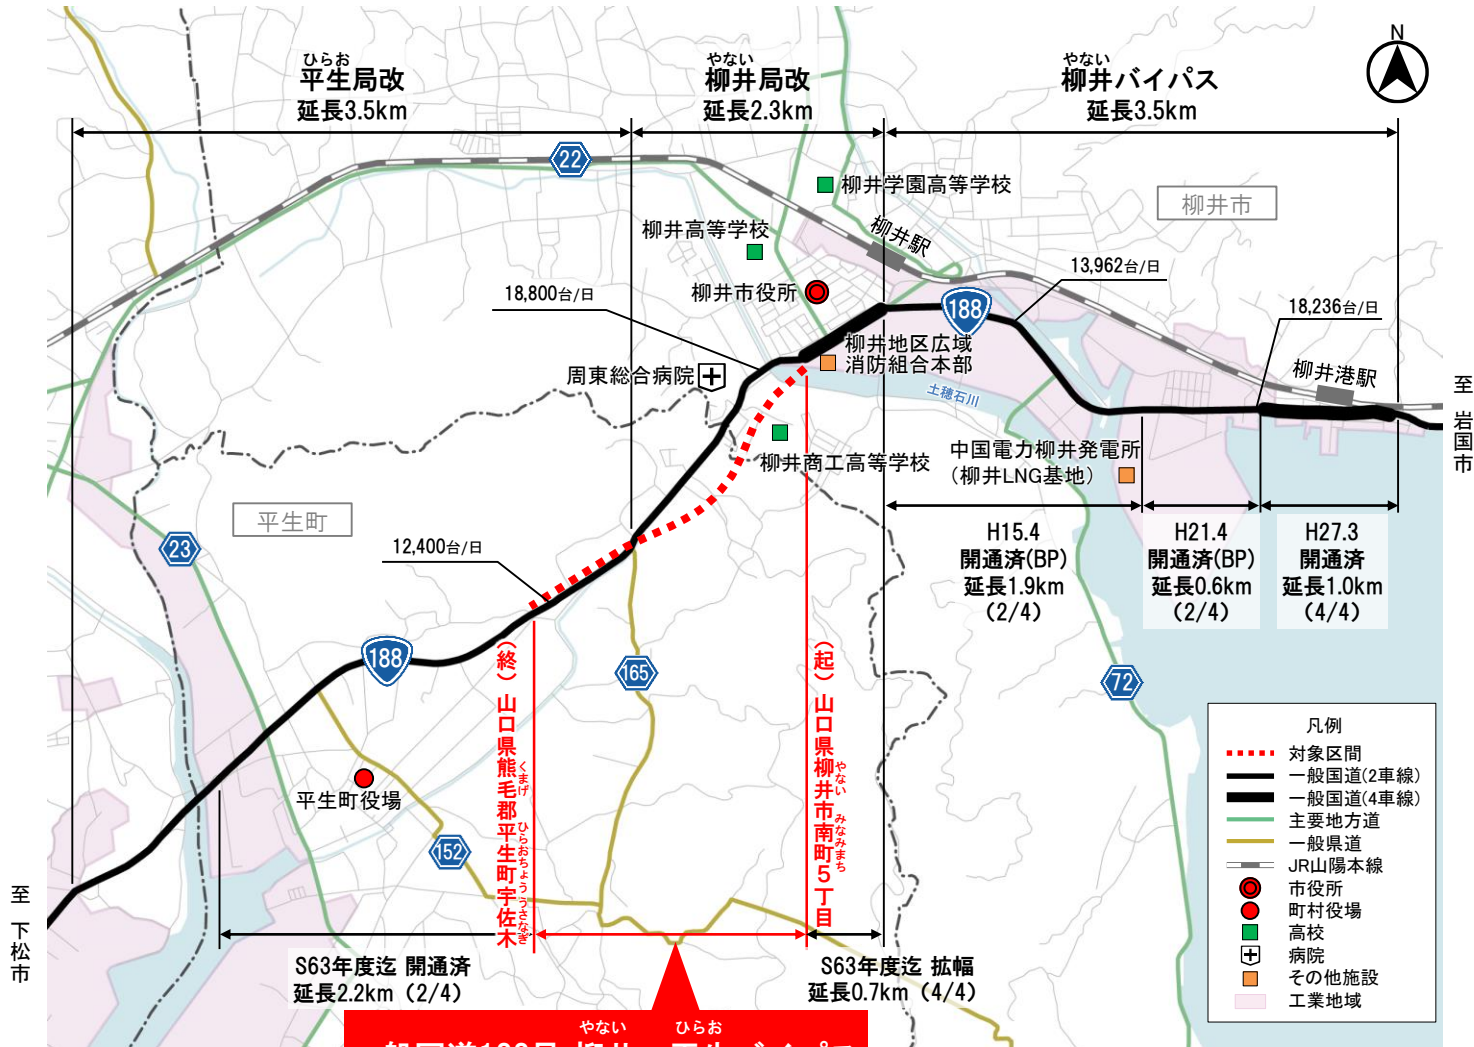 ひらお
平生局改
延長3.5km
やない
柳井局改
延長2.3km
やない
柳井バイパス
延長3.5km
N
22
柳井学園高等学校
柳井市
柳井高等学校
柳井駅
13,962台/日
18,800台/日
柳井市役所
188
18,236台/日
柳井地区広域
消防組合本部
周東総合病院
柳井港駅
土穂石川
至 岩国市
柳井商工高等学校
中国電力柳井発電所
(柳井LNG基地)
平生町
23
12,400台/日
H15.4
開通済(BP)
延長1.9km
(2/4)
H21.4
開通済(BP)
延長0.6km
(2/4)
H27.3
開通済
延長1.0km
(4/4)
188
165
72
(終)山口県熊毛郡平生町宇佐木
くまげ
ひらおちょう
うさなぎ
(起)山口県柳井市南町5丁目
やない
みなみまち
平生町役場
152
至 下松市
S63年度迄 開通済
延長2.2km (2/4)
S63年度迄 拡幅
延長0.7km (4/4)
凡例
対象区間
一般国道(2車線)
一般国道(4車線)
主要地方道
一般県道
JR山陽本線
市役所
町村役場
高校
病院
その他施設
工業地域
やない ひらお